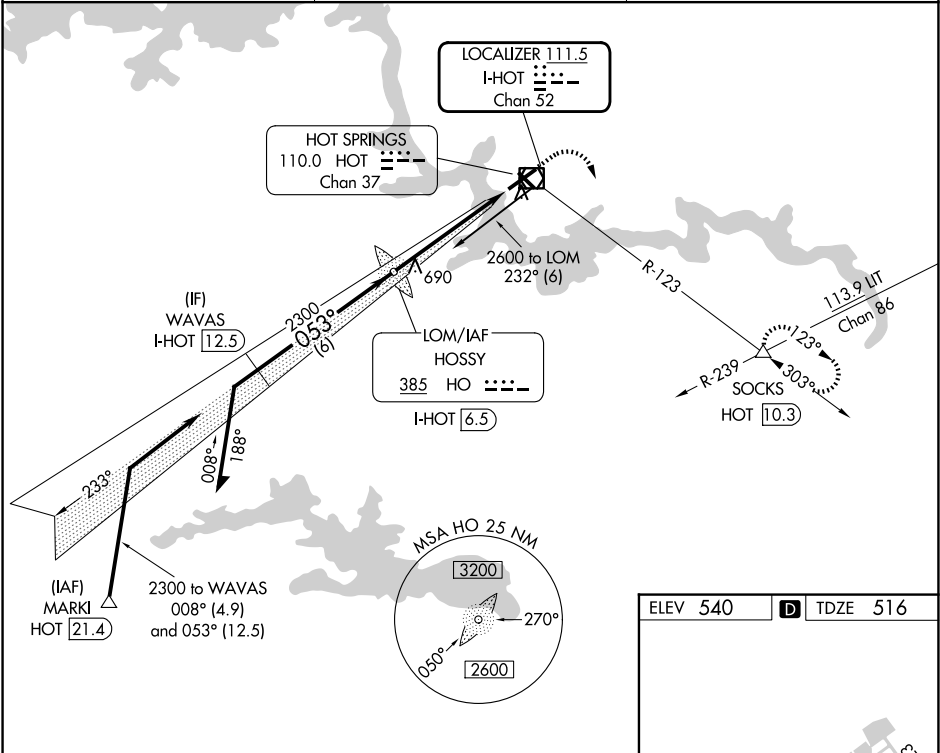 LOCALIZER 111.5
I-HOT
Chan 52
HOT SPRINGS
110.0 HOT
Chan 37
2600 to LOM
232° (6)
690
R-123
113.9 LIT
Chan 86
(IF)
WAVAS
I-HOT 12.5
2300
053°
(6)
LOM/IAF
HOSSY
385 HO
I-HOT 6.5
R-239
123°
303°
SOCKS
HOT 10.3
233°
008°
188°
(IAF)
MARKI
HOT 21.4
2300 to WAVAS
008° (4.9)
and 053° (12.5)
MSA HO 25 NM
3200
270°
050°
2600
ELEV 540 D TDZE 516